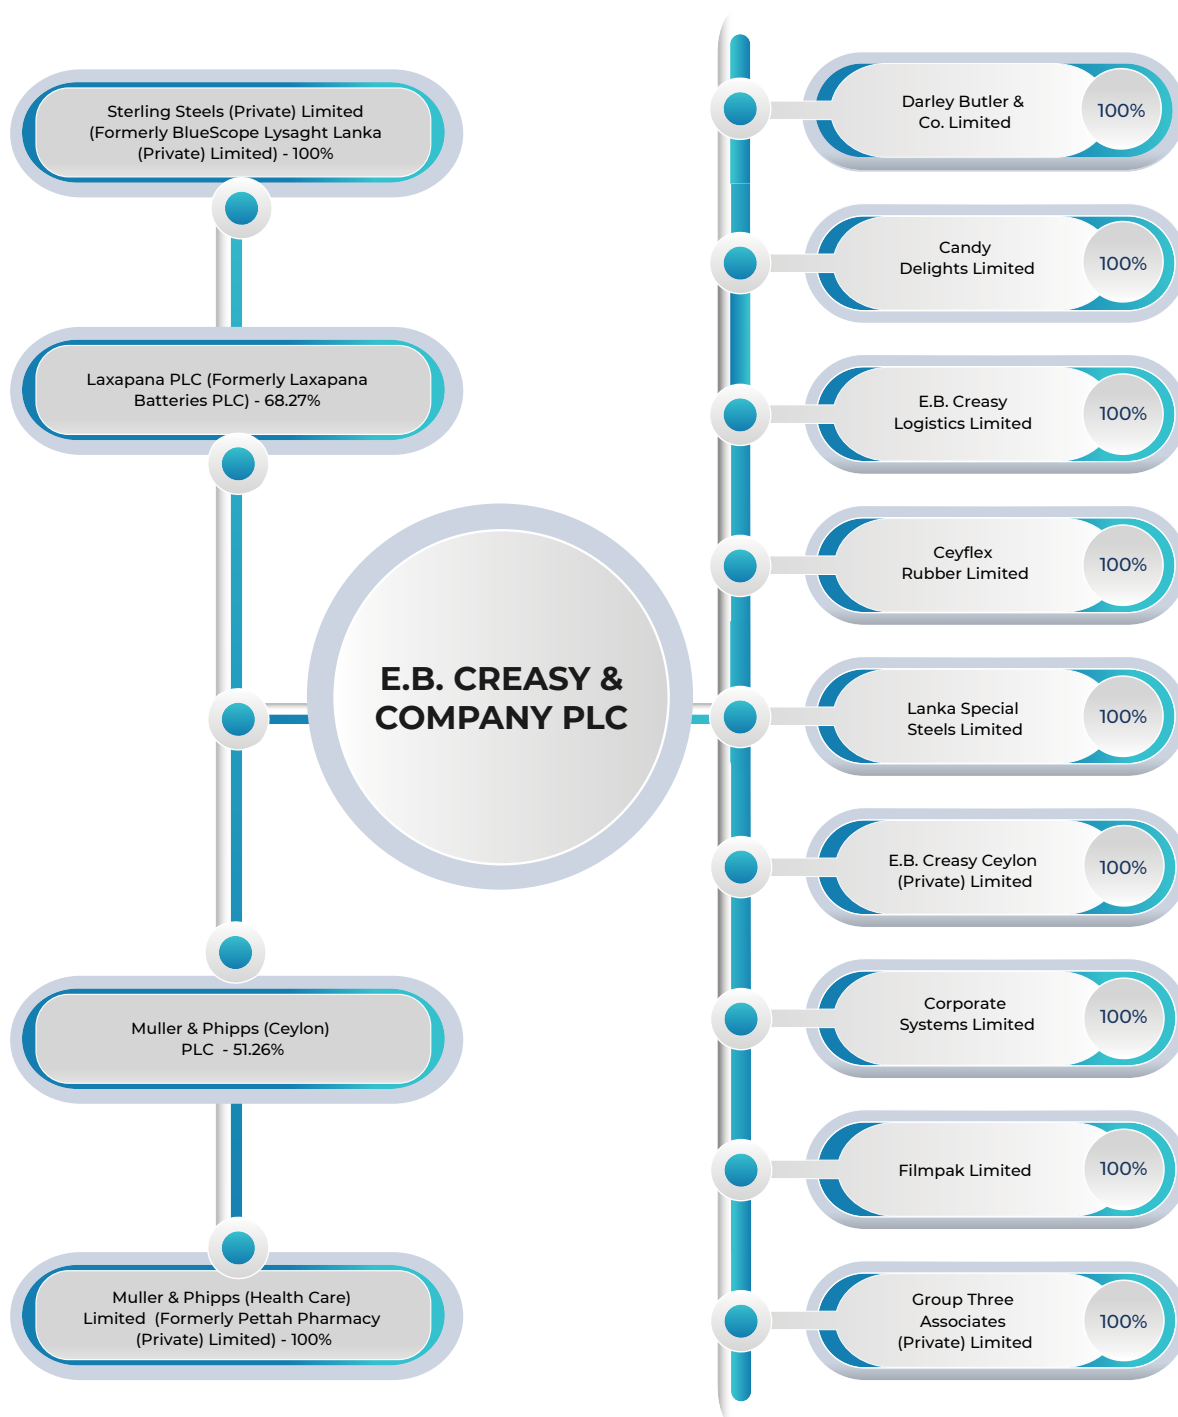 Sterling Steels (Private) Limited
(Formerly BlueScope Lysaght Lanka
(Private) Limited) - 100%
Laxapana PLC (Formerly Laxapana
Batteries PLC) - 68.27%
E.B. CREASY &
COMPANY PLC
Muller & Phipps (Ceylon)
PLC - 51.26%
Muller & Phipps (Health Care)
Limited (Formerly Pettah Pharmacy
(Private) Limited) - 100%
Darley Butler &
Co. Limited
100%
Candy
Delights Limited
100%
E.B. Creasy
Logistics Limited
100%
Ceyflex
Rubber Limited
100%
Lanka Special
Steels Limited
100%
E.B. Creasy Ceylon
(Private) Limited
100%
Corporate
Systems Limited
100%
Filmpak Limited
100%
Group Three
Associates
(Private) Limited
100%